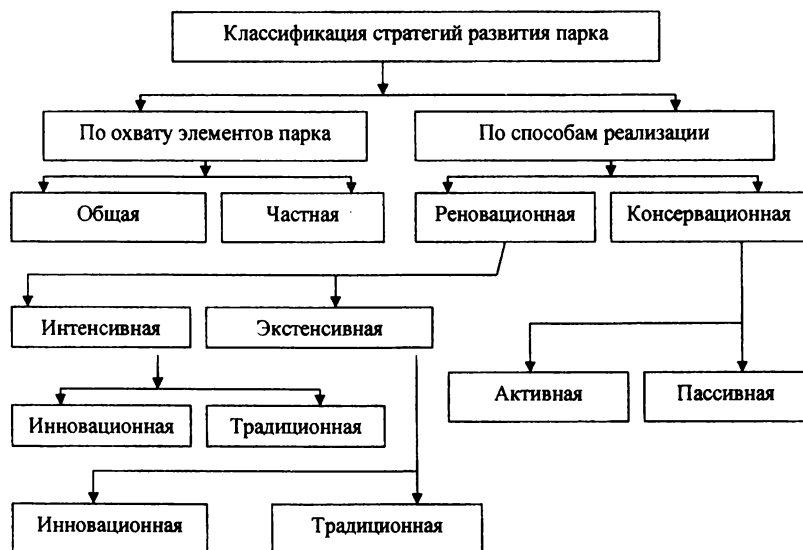 Классификация стратегий развития парка
По охвату элементов парка
По способам реализации
Общая
Частная
Реновационная
Консервационная
Интенсивная
Экстенсивная
Активная
Пассивная
Инновационная
Традиционная
Инновационная
Традиционная